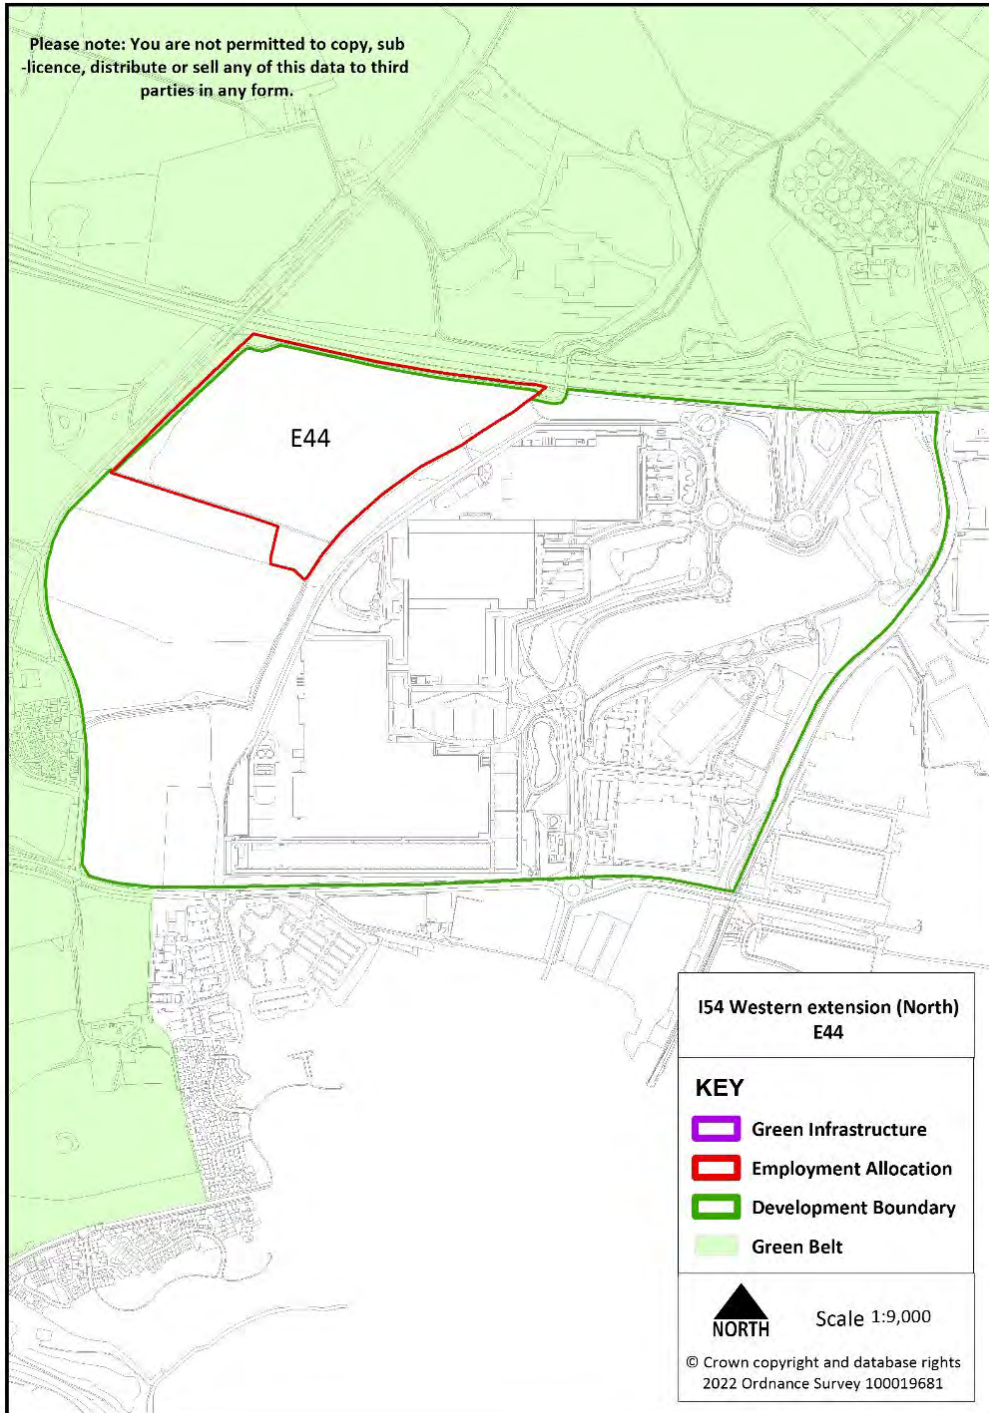 Please note: You are not permitted to copy, sub
-licence, distribute or sell any of this data to third
parties in any form.
E44
I54 Western extension (North)
E44
KEY
Green Infrastructure
Employment Allocation
Development Boundary
Green Belt
NORTH
Scale 1:9,000
© Crown copyright and database rights
2022 Ordnance Survey 100019681